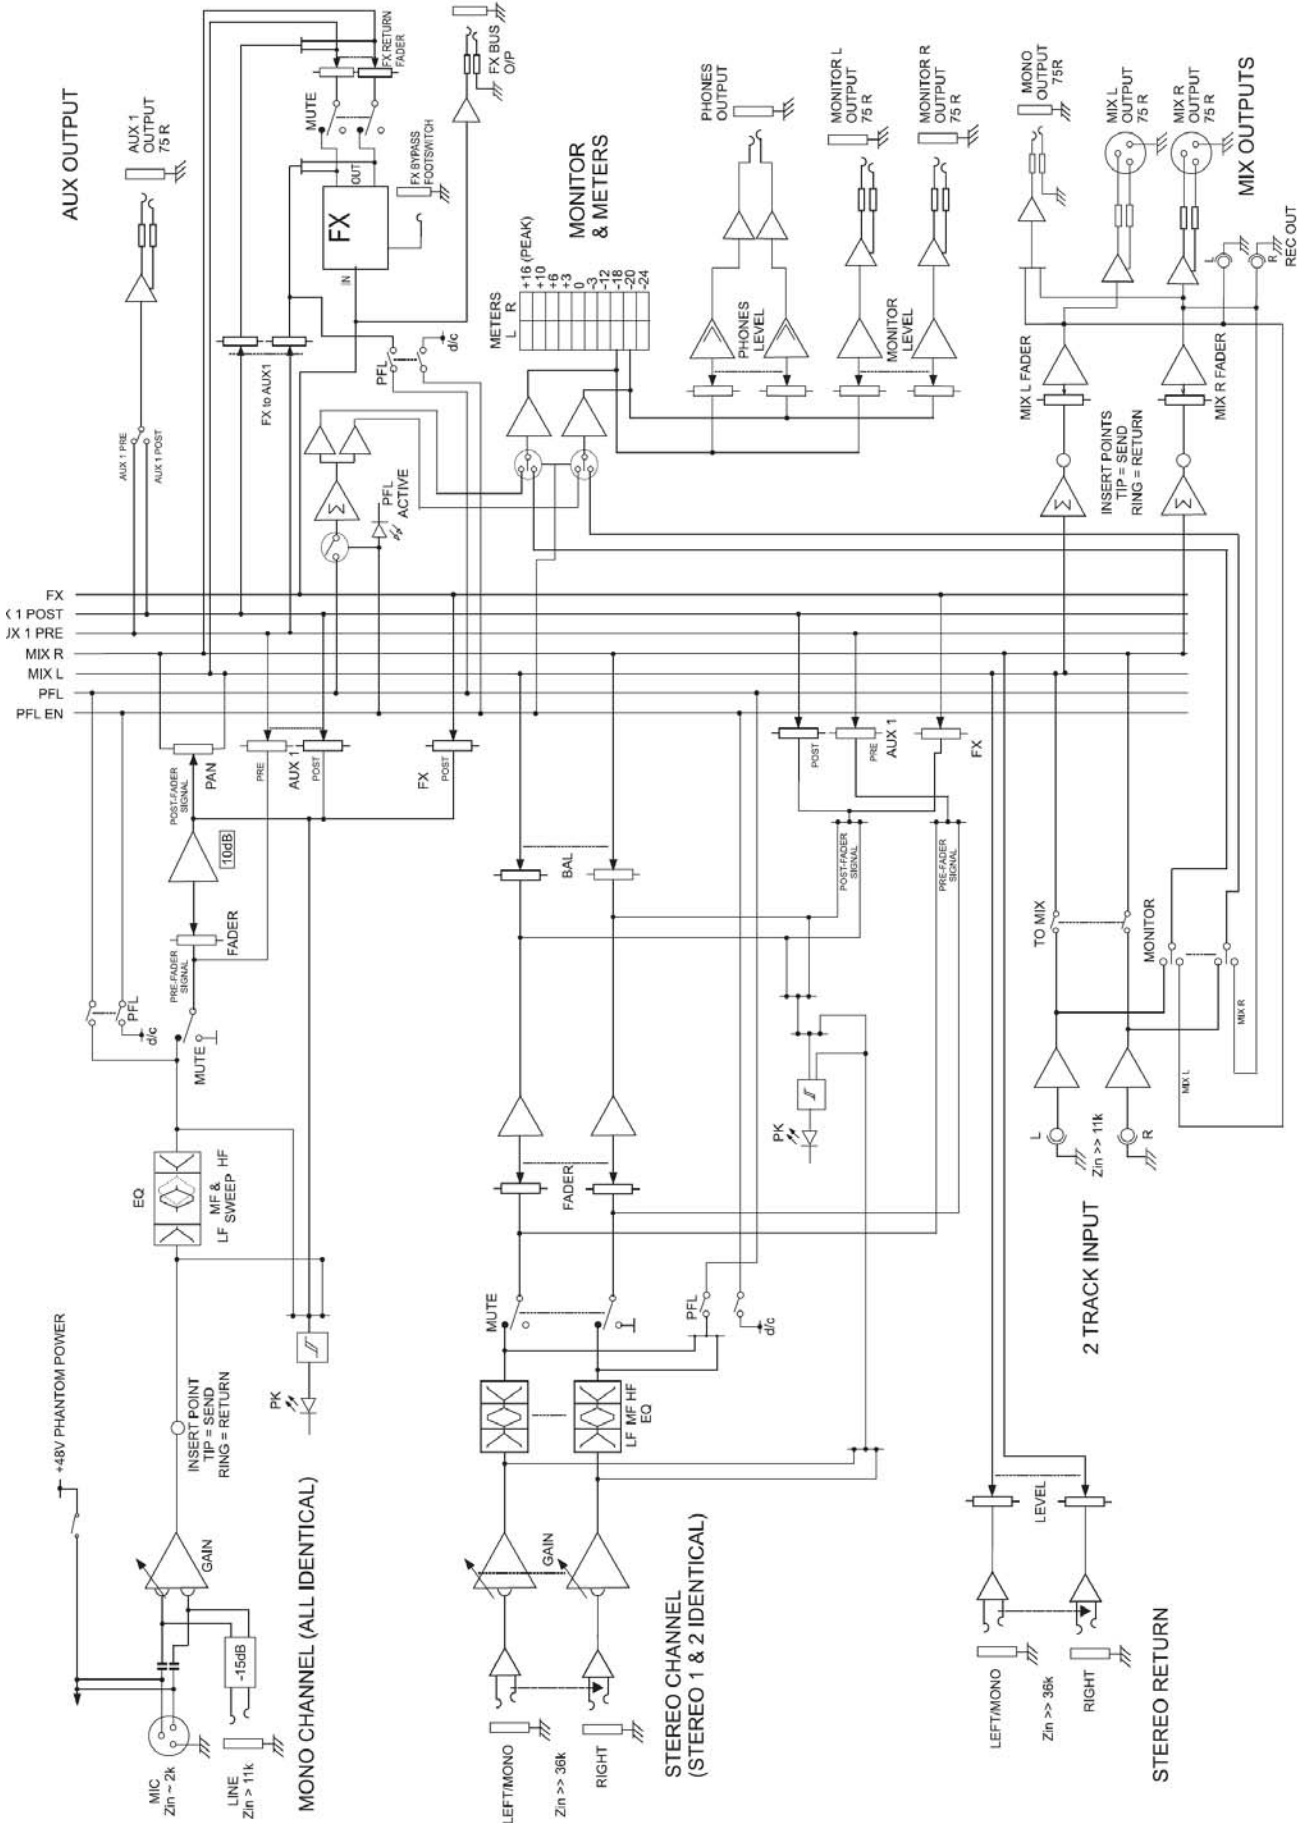 AUX OUTPUT
AUX 1
OUTPUT
75 R
AUX 1 PRE
AUX 1 POST
FX to AUX1
MUTE
FX RETURN
FADER
FX
IN
OUT
FX BYPASS
FOOTSWITCH
FX BUS
O/P
PFL
d/c
PFL
ACTIVE
Σ
MONITOR
& METERS
METERS
L R
+16 (PEAK)
+10
+6
+3
0
-3
-12
-18
-20
-24
PHONES
OUTPUT
MONITOR L
OUTPUT
75 R
MONITOR R
OUTPUT
75 R
PHONES
LEVEL
MONITOR
LEVEL
MONO
OUTPUT
75R
MIX L
OUTPUT
75 R
MIX R
OUTPUT
75 R
MIX OUTPUTS
L
R
REC OUT
MIX L FADER
MIX R FADER
INSERT POINTS
TIP = SEND
RING = RETURN
Σ
Σ
FX
X 1 POST
UX 1 PRE
MIX R
MIX L
PFL
PFL EN
POST-FADER
SIGNAL
PAN
PRE
AUX 1
POST
FX
POST
10dB
FADER
PRE-FADER
SIGNAL
PFL
d/c
MUTE
EQ
LF
MF &
SWEEP
HF
PK
INSERT POINT
TIP = SEND
RING = RETURN
+48V PHANTOM POWER
GAIN
-15dB
MIC
Zin ~ 2k
LINE
Zin > 11k
MONO CHANNEL (ALL IDENTICAL)
POST
PRE
AUX 1
FX
BAL
POST-FADER
SIGNAL
PRE-FADER
SIGNAL
PK
FADER
MUTE
PFL
d/c
LF MF HF
EQ
GAIN
LEFT/MONO
Zin >> 36k
RIGHT
STEREO CHANNEL
(STEREO 1 & 2 IDENTICAL)
TO MIX
MONITOR
MIX L
MIX R
L
Zin >> 11k
R
2 TRACK INPUT
LEVEL
LEFT/MONO
Zin >> 36k
RIGHT
STEREO RETURN